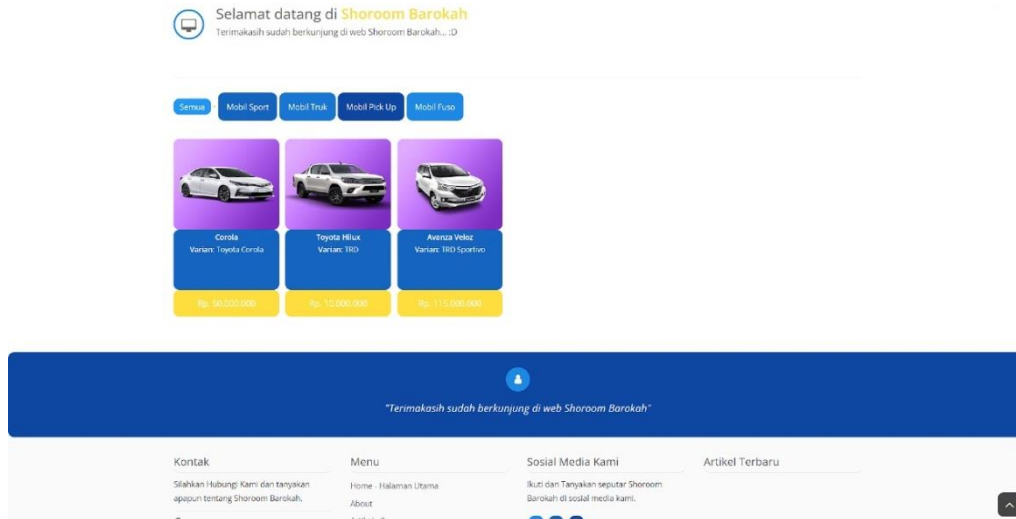 Selamat datang di Shoroom Barokah
Terimakasih sudah berkunjung di web Shoroom Barokah... :D
Semua
Mobil Sport
Mobil Truk
Mobil Pick Up
Mobil Fuso
Corola
Varian: Toyota Corola
Rp. 50.000.000
Toyota Hilux
Varian: TRD
Rp. 10.000.000
Avanza Veloz
Varian: TRD Sportivo
Rp. 115.000.000
"Terimakasih sudah berkunjung di web Shoroom Barokah"
Kontak
Silahkan Hubungi Kami dan tanyakan
apapun tentang Shoroom Barokah.
Menu
Home - Halaman Utama
About
Sosial Media Kami
Ikuti dan Tanyakan seputar Shoroom
Barokah di sosial media kami.
Artikel Terbaru